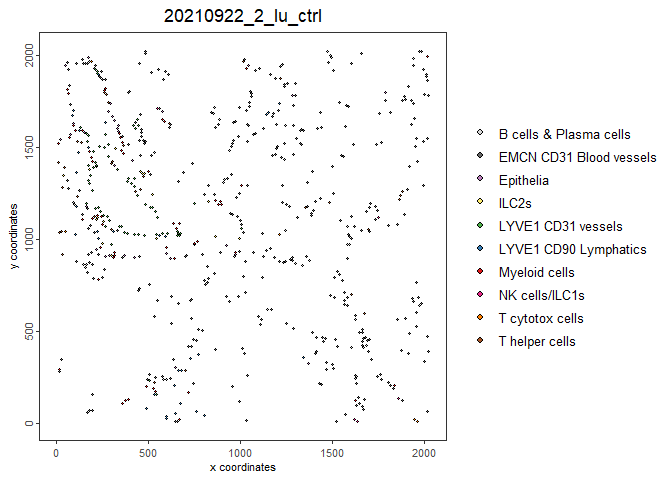 20210922_2_lu_ctrl
2000
1500
1000
500
0
y coordinates
0 500 1000 1500 2000
x coordinates
B cells & Plasma cells
EMCN CD31 Blood vessels
Epithelia
ILC2s
LYVE1 CD31 vessels
LYVE1 CD90 Lymphatics
Myeloid cells
NK cells/ILC1s
T cytotox cells
T helper cells